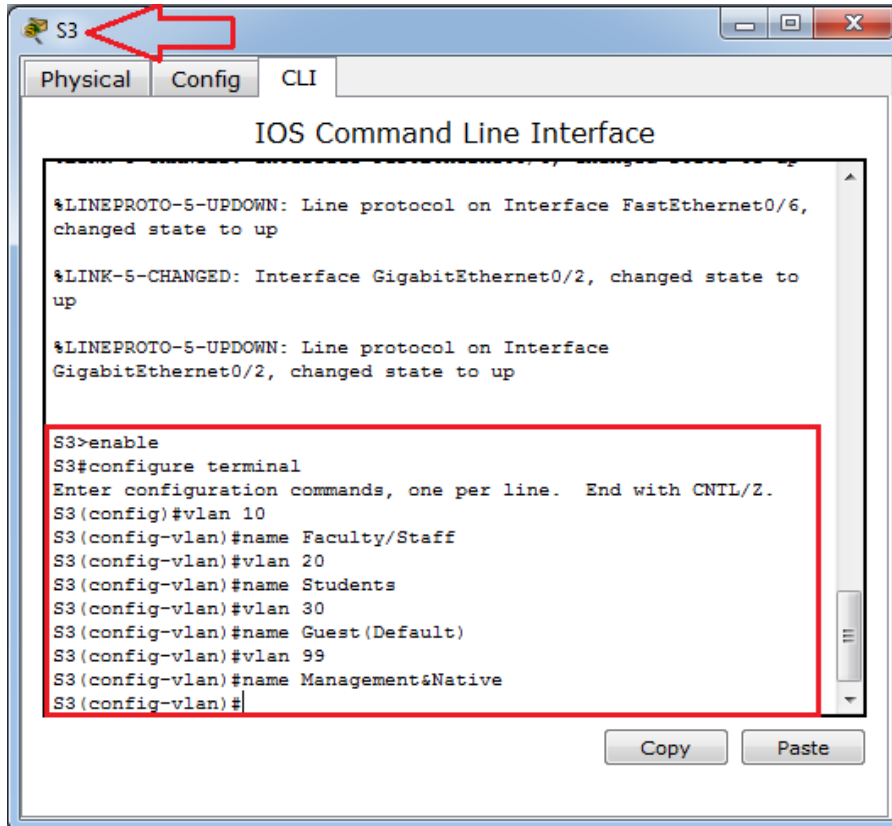 S3
Physical Config CLI
IOS Command Line Interface
%LINEPROTO-5-UPDOWN: Line protocol on Interface FastEthernet0/6,
changed state to up
%LINK-5-CHANGED: Interface GigabitEthernet0/2, changed state to
up
%LINEPROTO-5-UPDOWN: Line protocol on Interface
GigabitEthernet0/2, changed state to up
S3>enable
S3#configure terminal
Enter configuration commands, one per line.  End with CNTL/Z.
S3(config)#vlan 10
S3(config-vlan)#name Faculty/Staff
S3(config-vlan)#vlan 20
S3(config-vlan)#name Students
S3(config-vlan)#vlan 30
S3(config-vlan)#name Guest(Default)
S3(config-vlan)#vlan 99
S3(config-vlan)#name Management&Native
S3(config-vlan)#
Copy Paste